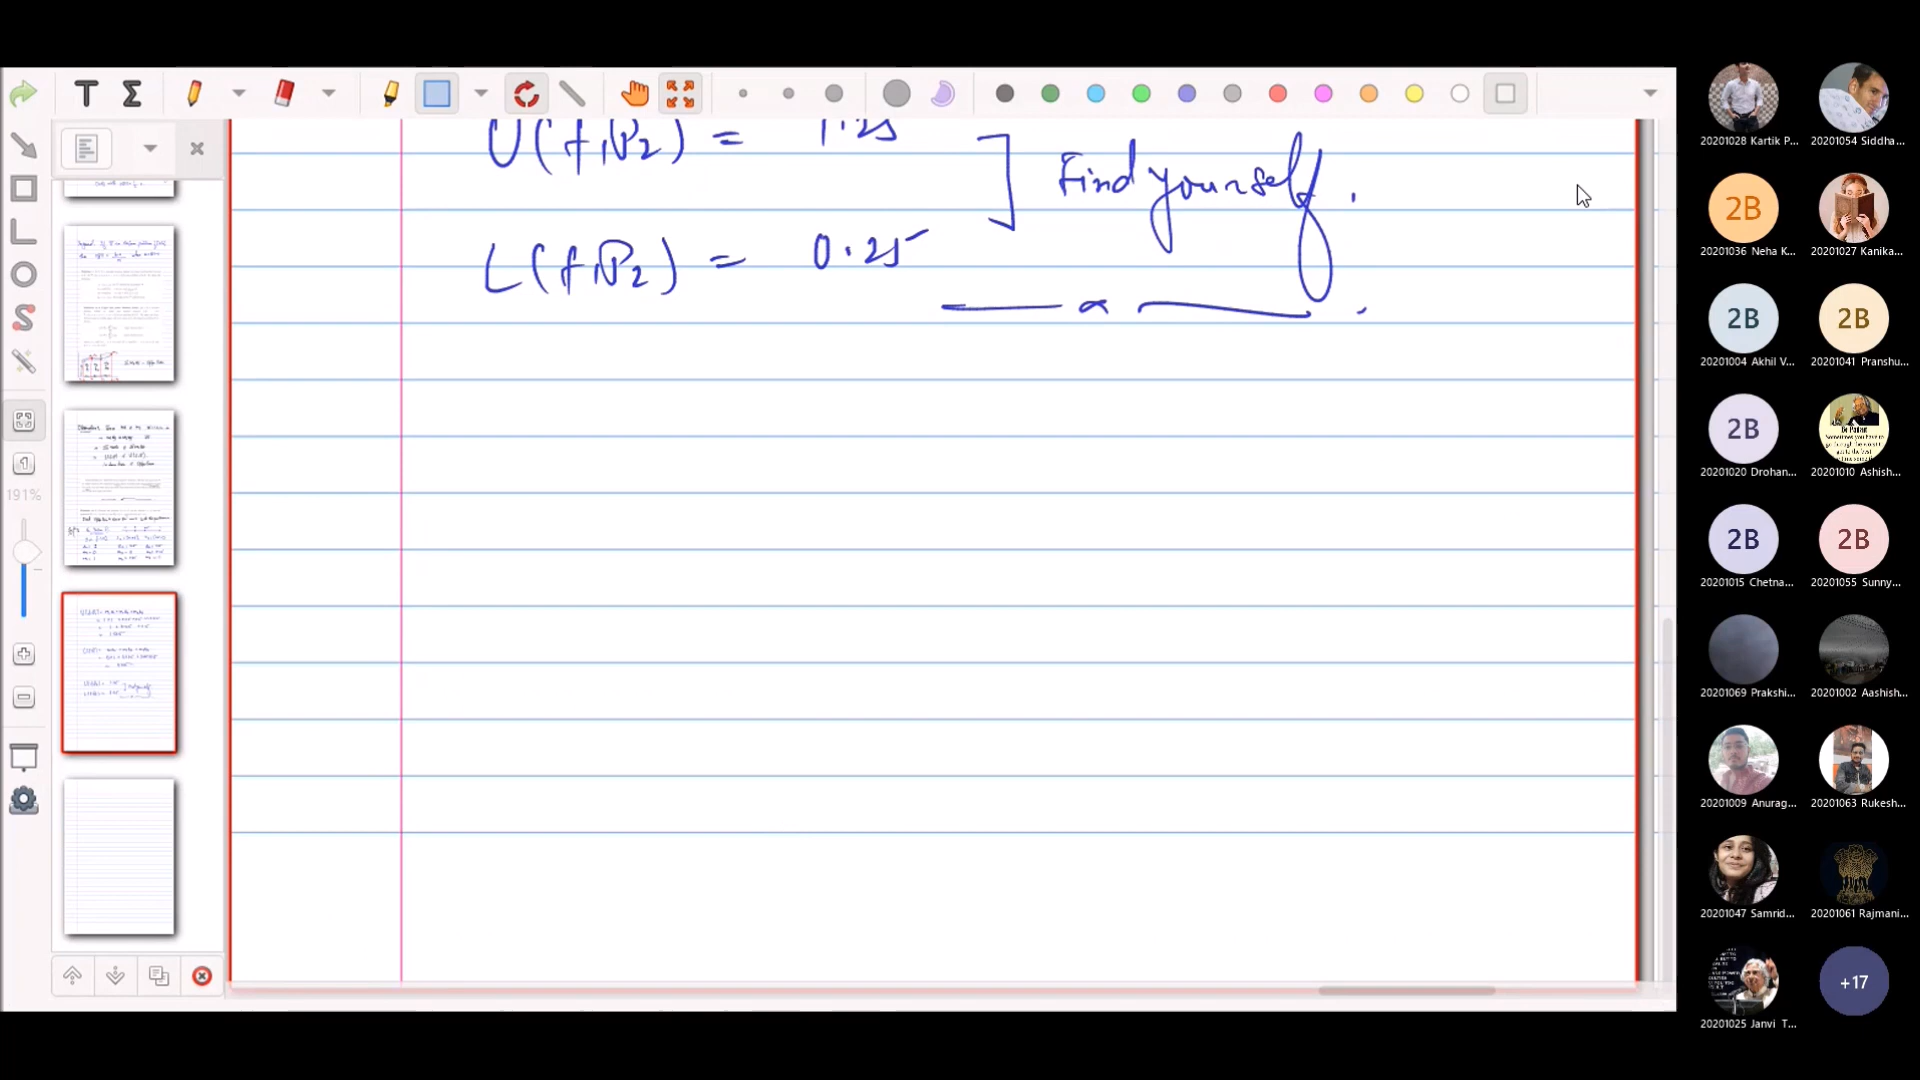 U(f,P₂) = 1.25
] Find yourself.
L(f,P₂) = 0.25
191%
20201028 Kartik P...
20201054 Siddha...
2B
20201036 Neha K...
20201027 Kanika...
2B
20201004 Akhil V...
2B
20201041 Pranshu...
2B
20201020 Drohan...
20201010 Ashish...
2B
20201015 Chetna...
2B
20201055 Sunny...
20201069 Prakshi...
20201002 Aashish...
20201009 Anurag...
20201063 Rukesh...
20201047 Samrid...
20201061 Rajmani...
20201025 Janvi T...
+17